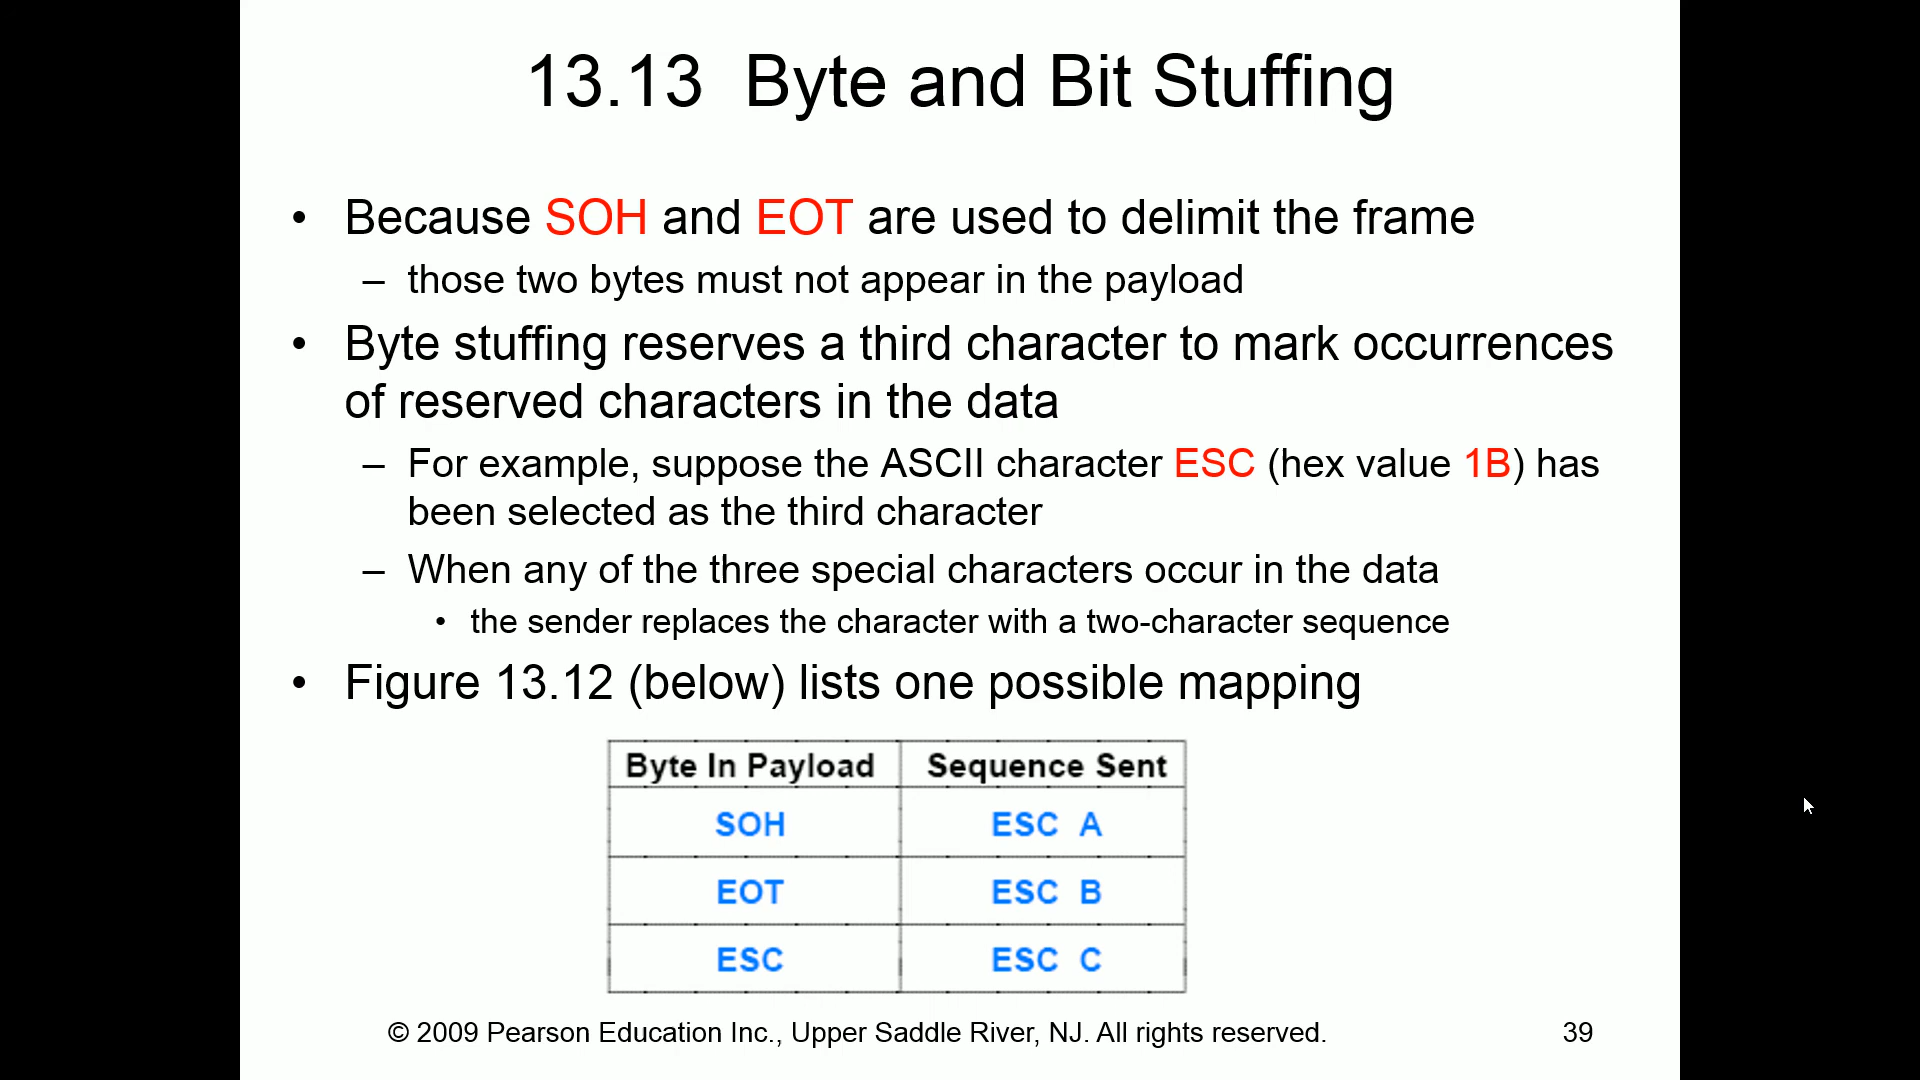 13.13 Byte and Bit Stuffing
• Because SOH and EOT are used to delimit the frame
– those two bytes must not appear in the payload
• Byte stuffing reserves a third character to mark occurrences
of reserved characters in the data
– For example, suppose the ASCII character ESC (hex value 1B) has
been selected as the third character
– When any of the three special characters occur in the data
• the sender replaces the character with a two-character sequence
• Figure 13.12 (below) lists one possible mapping
Byte In Payload Sequence Sent
SOH ESC A
EOT ESC B
ESC ESC C
© 2009 Pearson Education Inc., Upper Saddle River, NJ. All rights reserved. 39